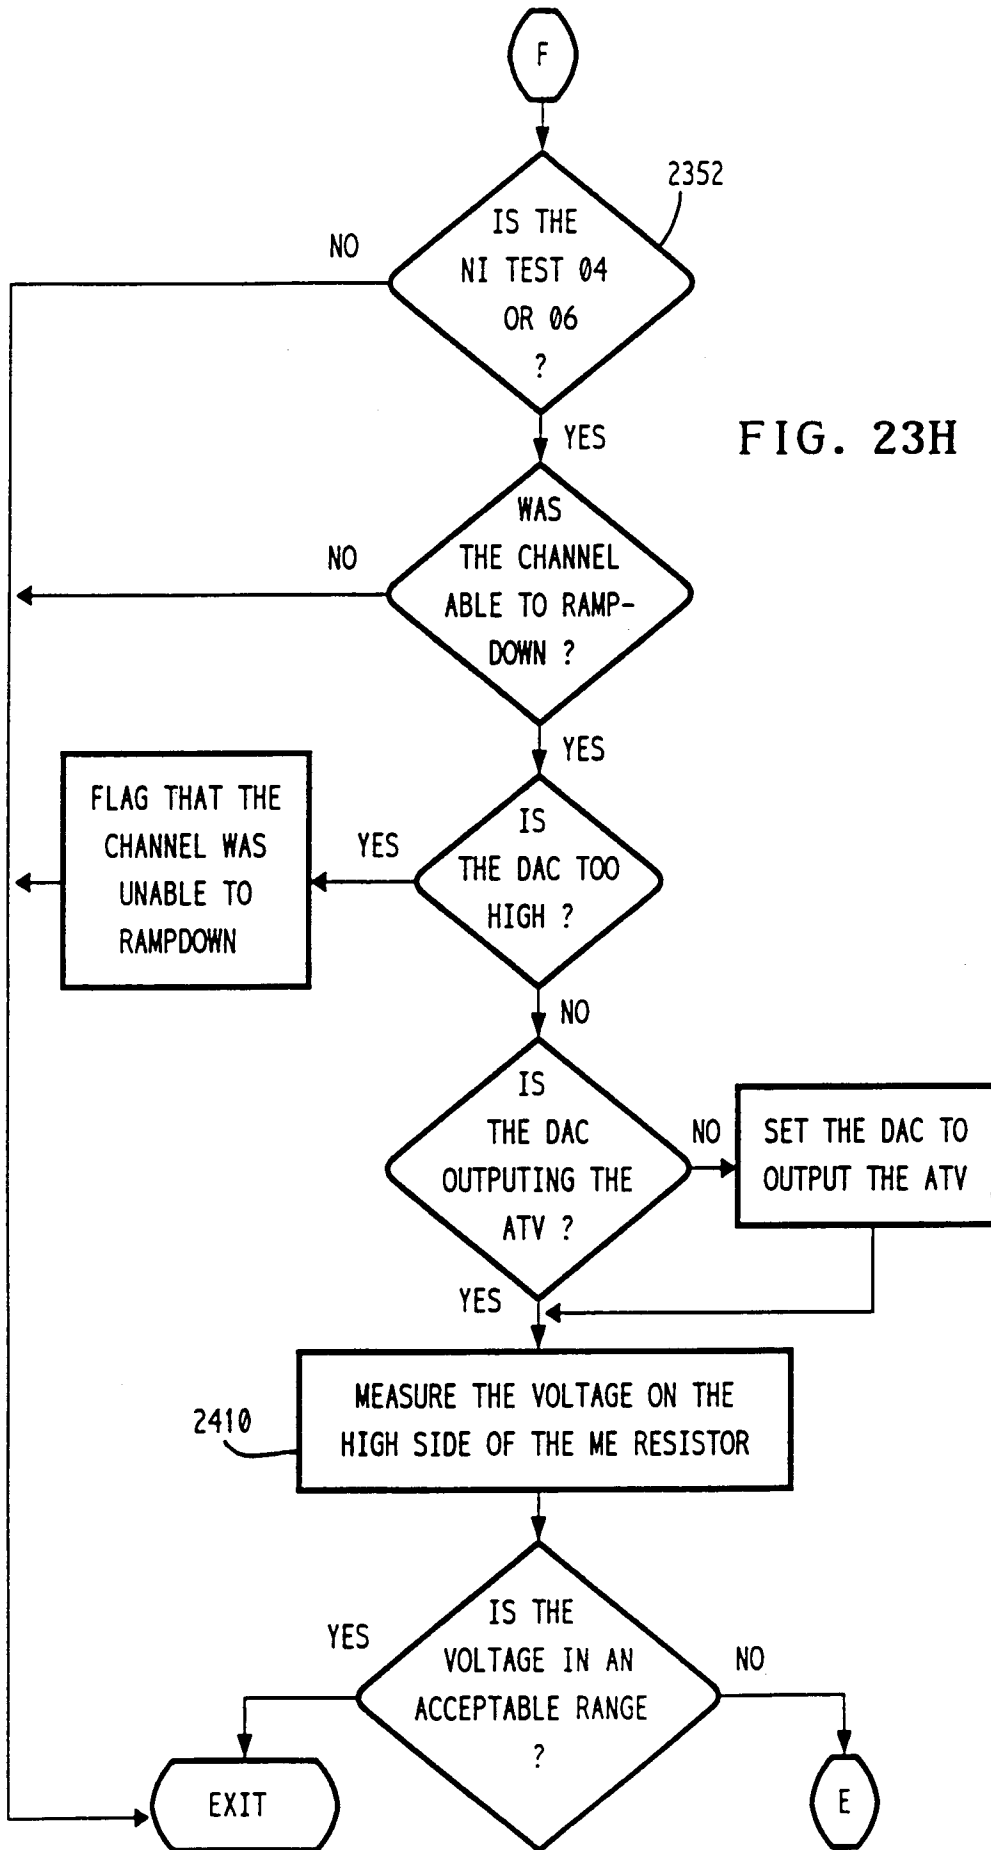 F
2352
IS THE
NI TEST 04
OR 06
?
NO
YES
FIG. 23H
WAS
THE CHANNEL
ABLE TO RAMP-
DOWN ?
NO
YES
IS
THE DAC TOO
HIGH ?
YES
FLAG THAT THE
CHANNEL WAS
UNABLE TO
RAMPDOWN
NO
IS
THE DAC
OUTPUTING THE
ATV ?
NO
SET THE DAC TO
OUTPUT THE ATV
YES
MEASURE THE VOLTAGE ON THE
HIGH SIDE OF THE ME RESISTOR
2410
IS THE
VOLTAGE IN AN
ACCEPTABLE RANGE
?
YES
NO
EXIT
E